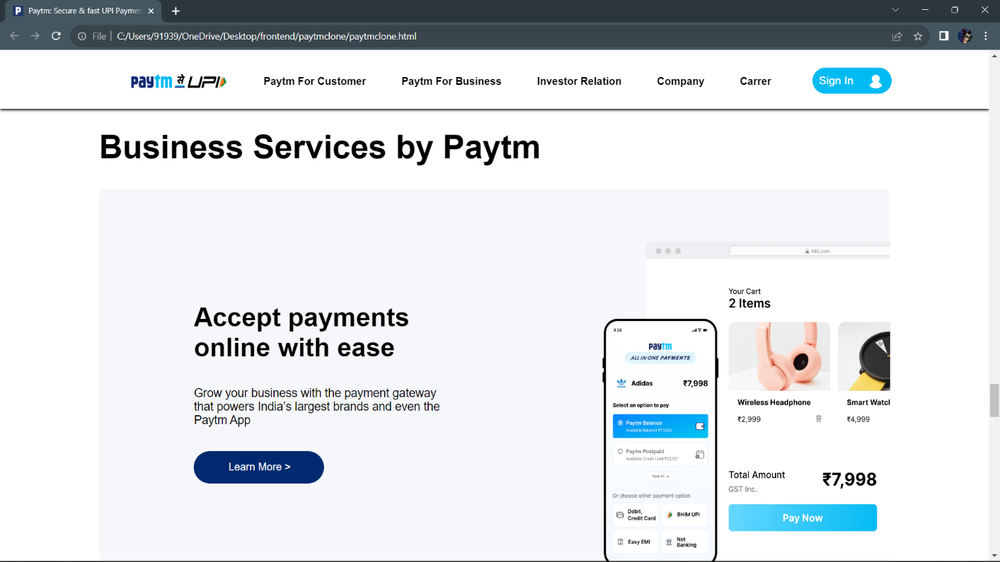 Paytm: Secure & fast UPI Paymen
File
C:/Users/91939/OneDrive/Desktop/frontend/paytmclone/paytmclone.html
paytm से UPI
Paytm For Customer
Paytm For Business
Investor Relation
Company
Carrer
Sign In
Business Services by Paytm
Accept payments
online with ease
Grow your business with the payment gateway
that powers India’s largest brands and even the
Paytm App
Learn More >
ABC.com
Your Cart
2 Items
Wireless Headphone
₹2,999
Smart Watch
₹4,999
Total Amount
₹7,998
GST Inc.
Pay Now
9:26
paytm
ALL-IN-ONE PAYMENTS
adidas
Adidas
₹7,998
Select an option to pay
Paytm Balance
Available Balance ₹11,000
Paytm Postpaid
Available Credit Limit ₹23,167
View All
Or choose other payment option
Debit,
Credit Card
BHIM UPI
Easy EMI
Net
Banking